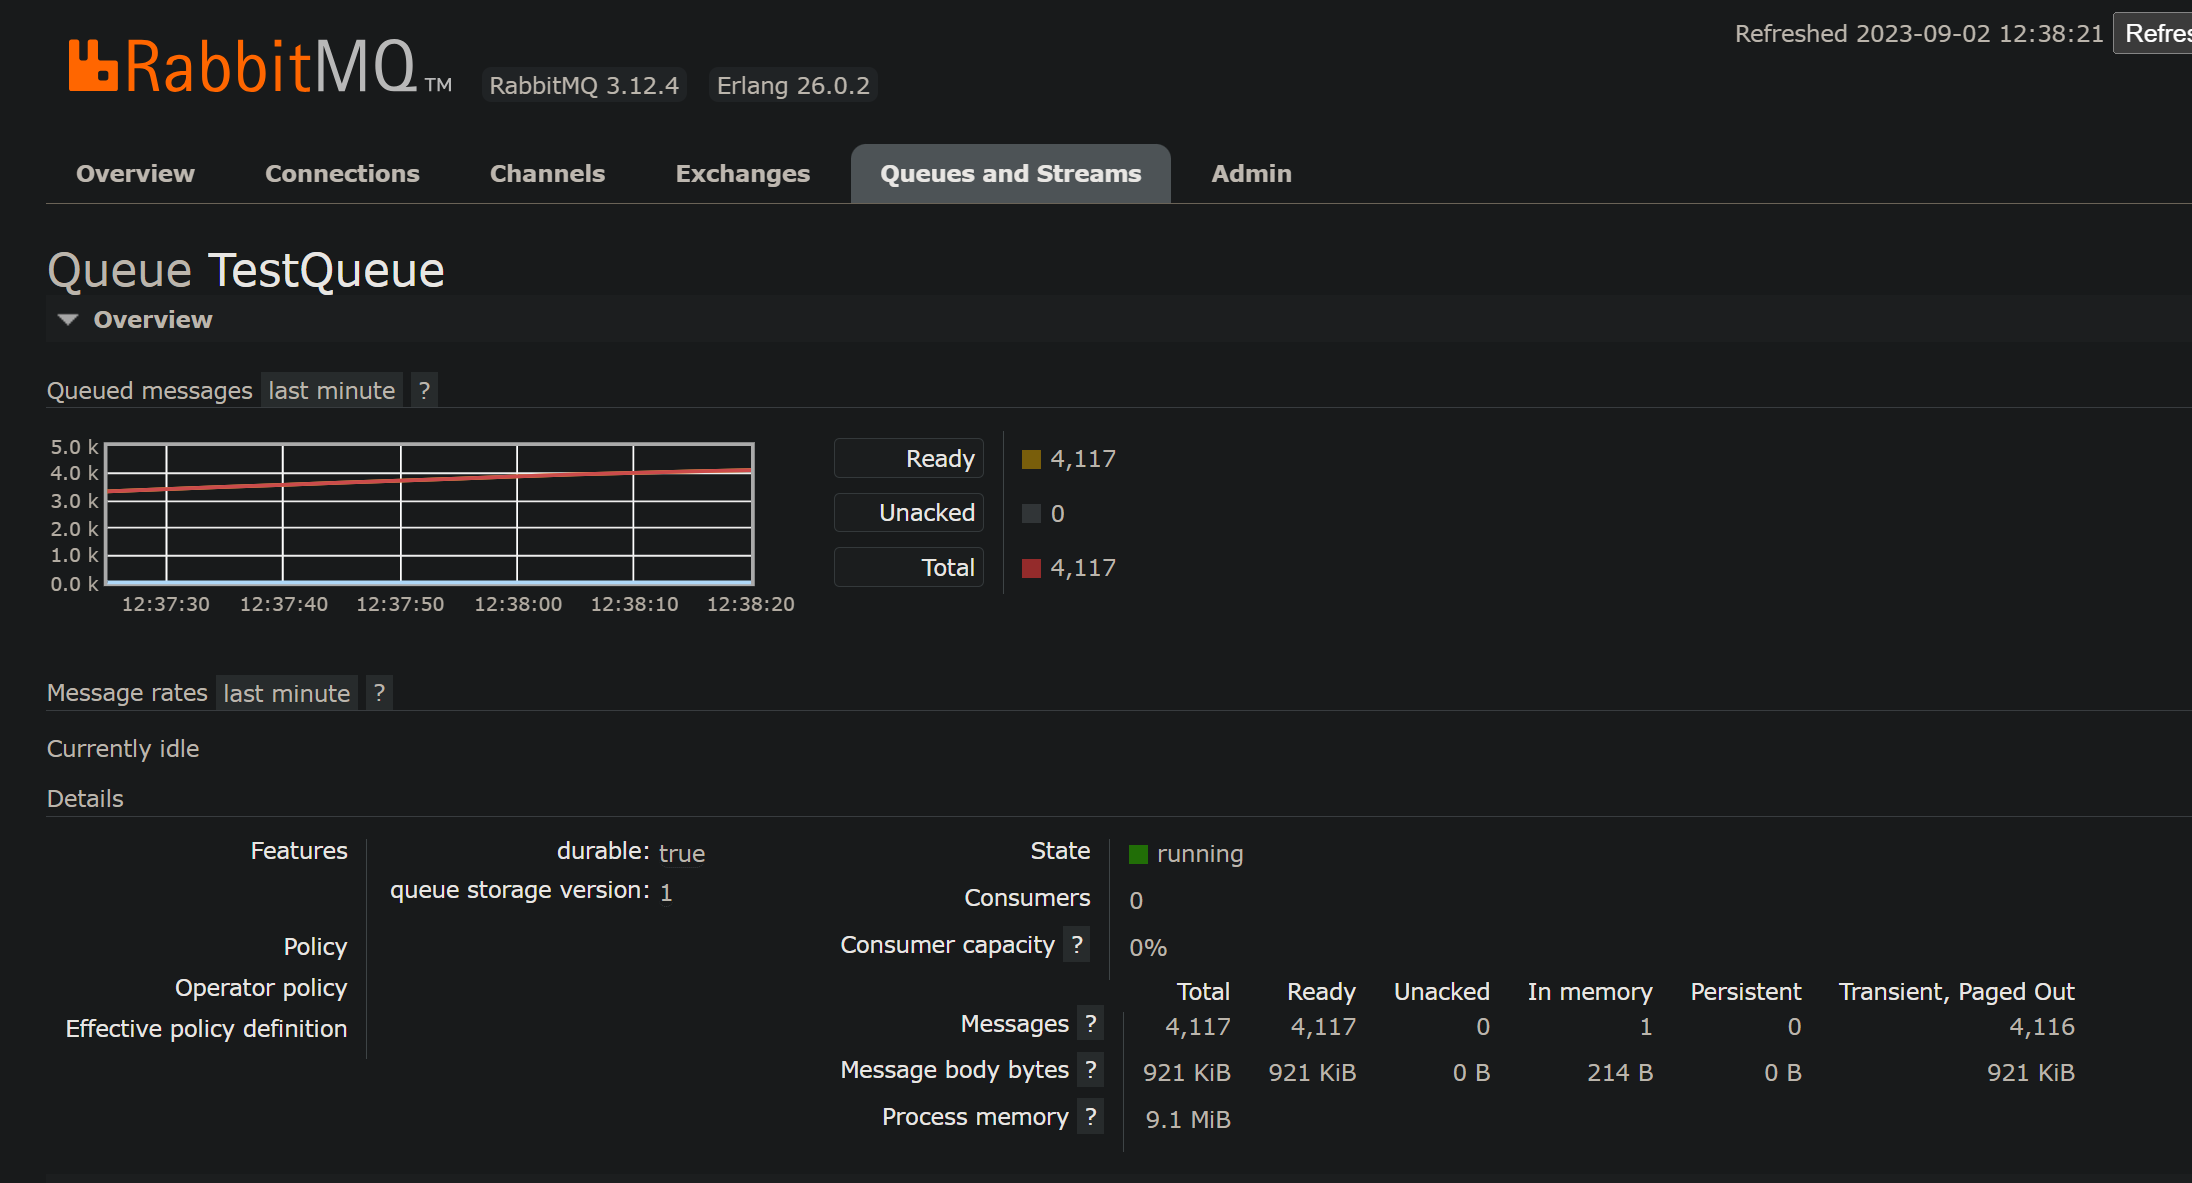 Refreshed 2023-09-02 12:38:21 Refres
RabbitMQ TM RabbitMQ 3.12.4 Erlang 26.0.2
Overview Connections Channels Exchanges Queues and Streams Admin
Queue TestQueue
Overview
Queued messages last minute ?
5.0 k
4.0 k
3.0 k
2.0 k
1.0 k
0.0 k
12:37:30 12:37:40 12:37:50 12:38:00 12:38:10 12:38:20
Ready 4,117
Unacked 0
Total 4,117
Message rates last minute ?
Currently idle
Details
Features durable: true
queue storage version: 1
Policy
Operator policy
Effective policy definition
State running
Consumers 0
Consumer capacity ? 0%
Total Ready Unacked In memory Persistent Transient, Paged Out
Messages ? 4,117 4,117 0 1 0 4,116
Message body bytes ? 921 KiB 921 KiB 0 B 214 B 0 B 921 KiB
Process memory ? 9.1 MiB